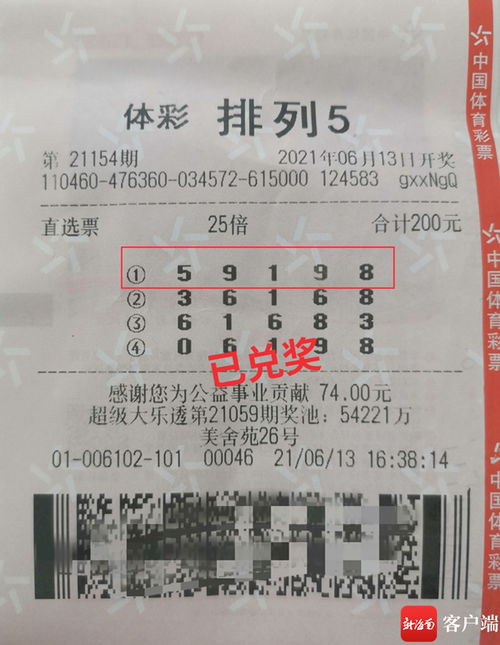 体彩 排列5
第 21154期 2021年06月13日开奖
110460-476360-034572-615000 124583 gxxNgQ
直选票 25倍 合计200元
① 5 9 1 9 8
② 3 6 1 6 8
③ 6 1 6 8 3
④ 0 6 1 9 8
已兑奖
感谢您为公益事业贡献 74.00元
超级大乐透第21059期奖池：54221万
美舍苑26号
01-006102-101 00046 21/06/13 16:38:14
中国体育彩票
中国体育彩票
中国体育
新海南 客户端